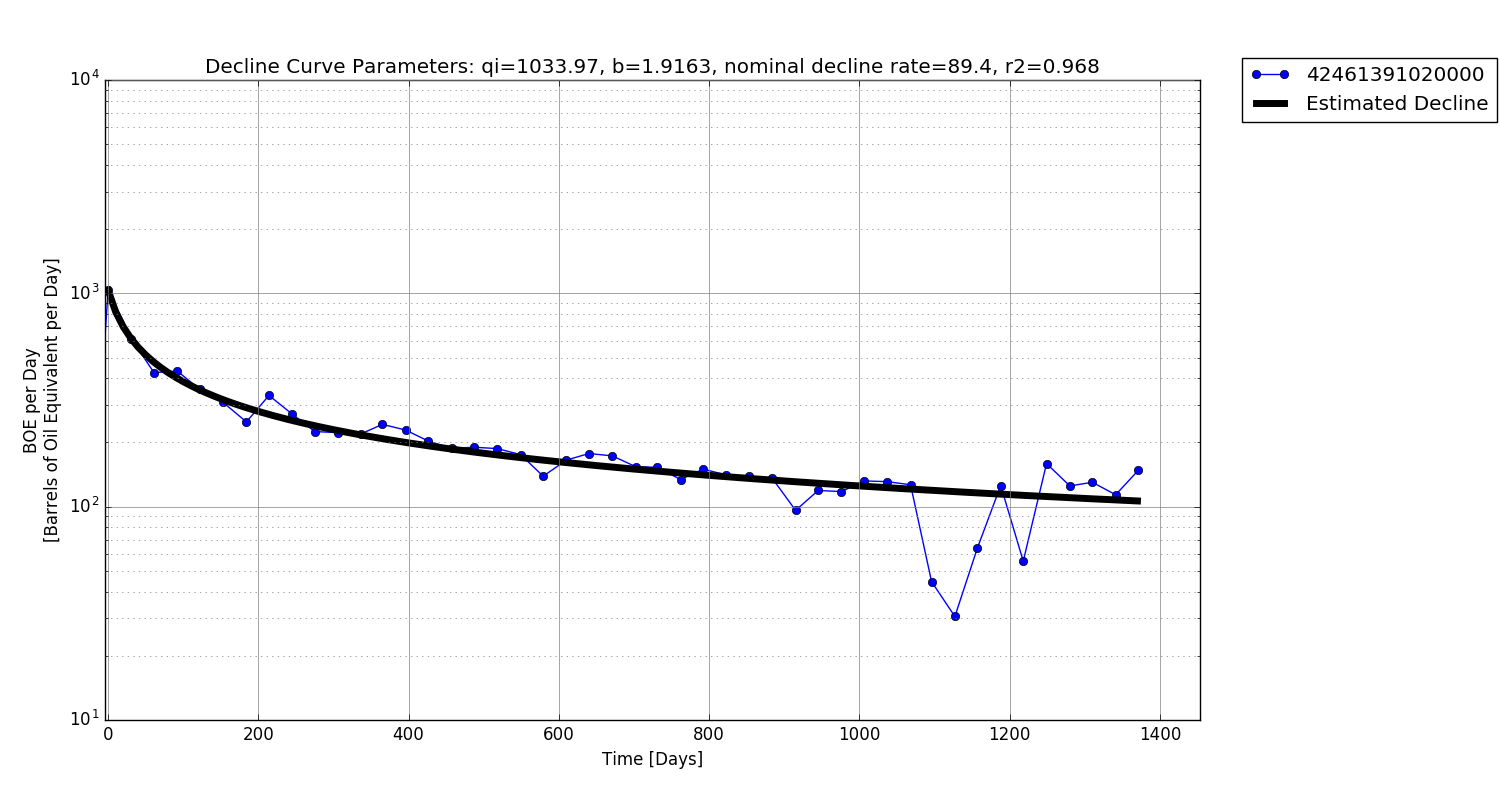 Decline Curve Parameters: qi=1033.97, b=1.9163, nominal decline rate=89.4, r2=0.968
42461391020000
Estimated Decline
10^4
10^3
10^2
10^1
BOE per Day
[Barrels of Oil Equivalent per Day]
0 200 400 600 800 1000 1200 1400
Time [Days]